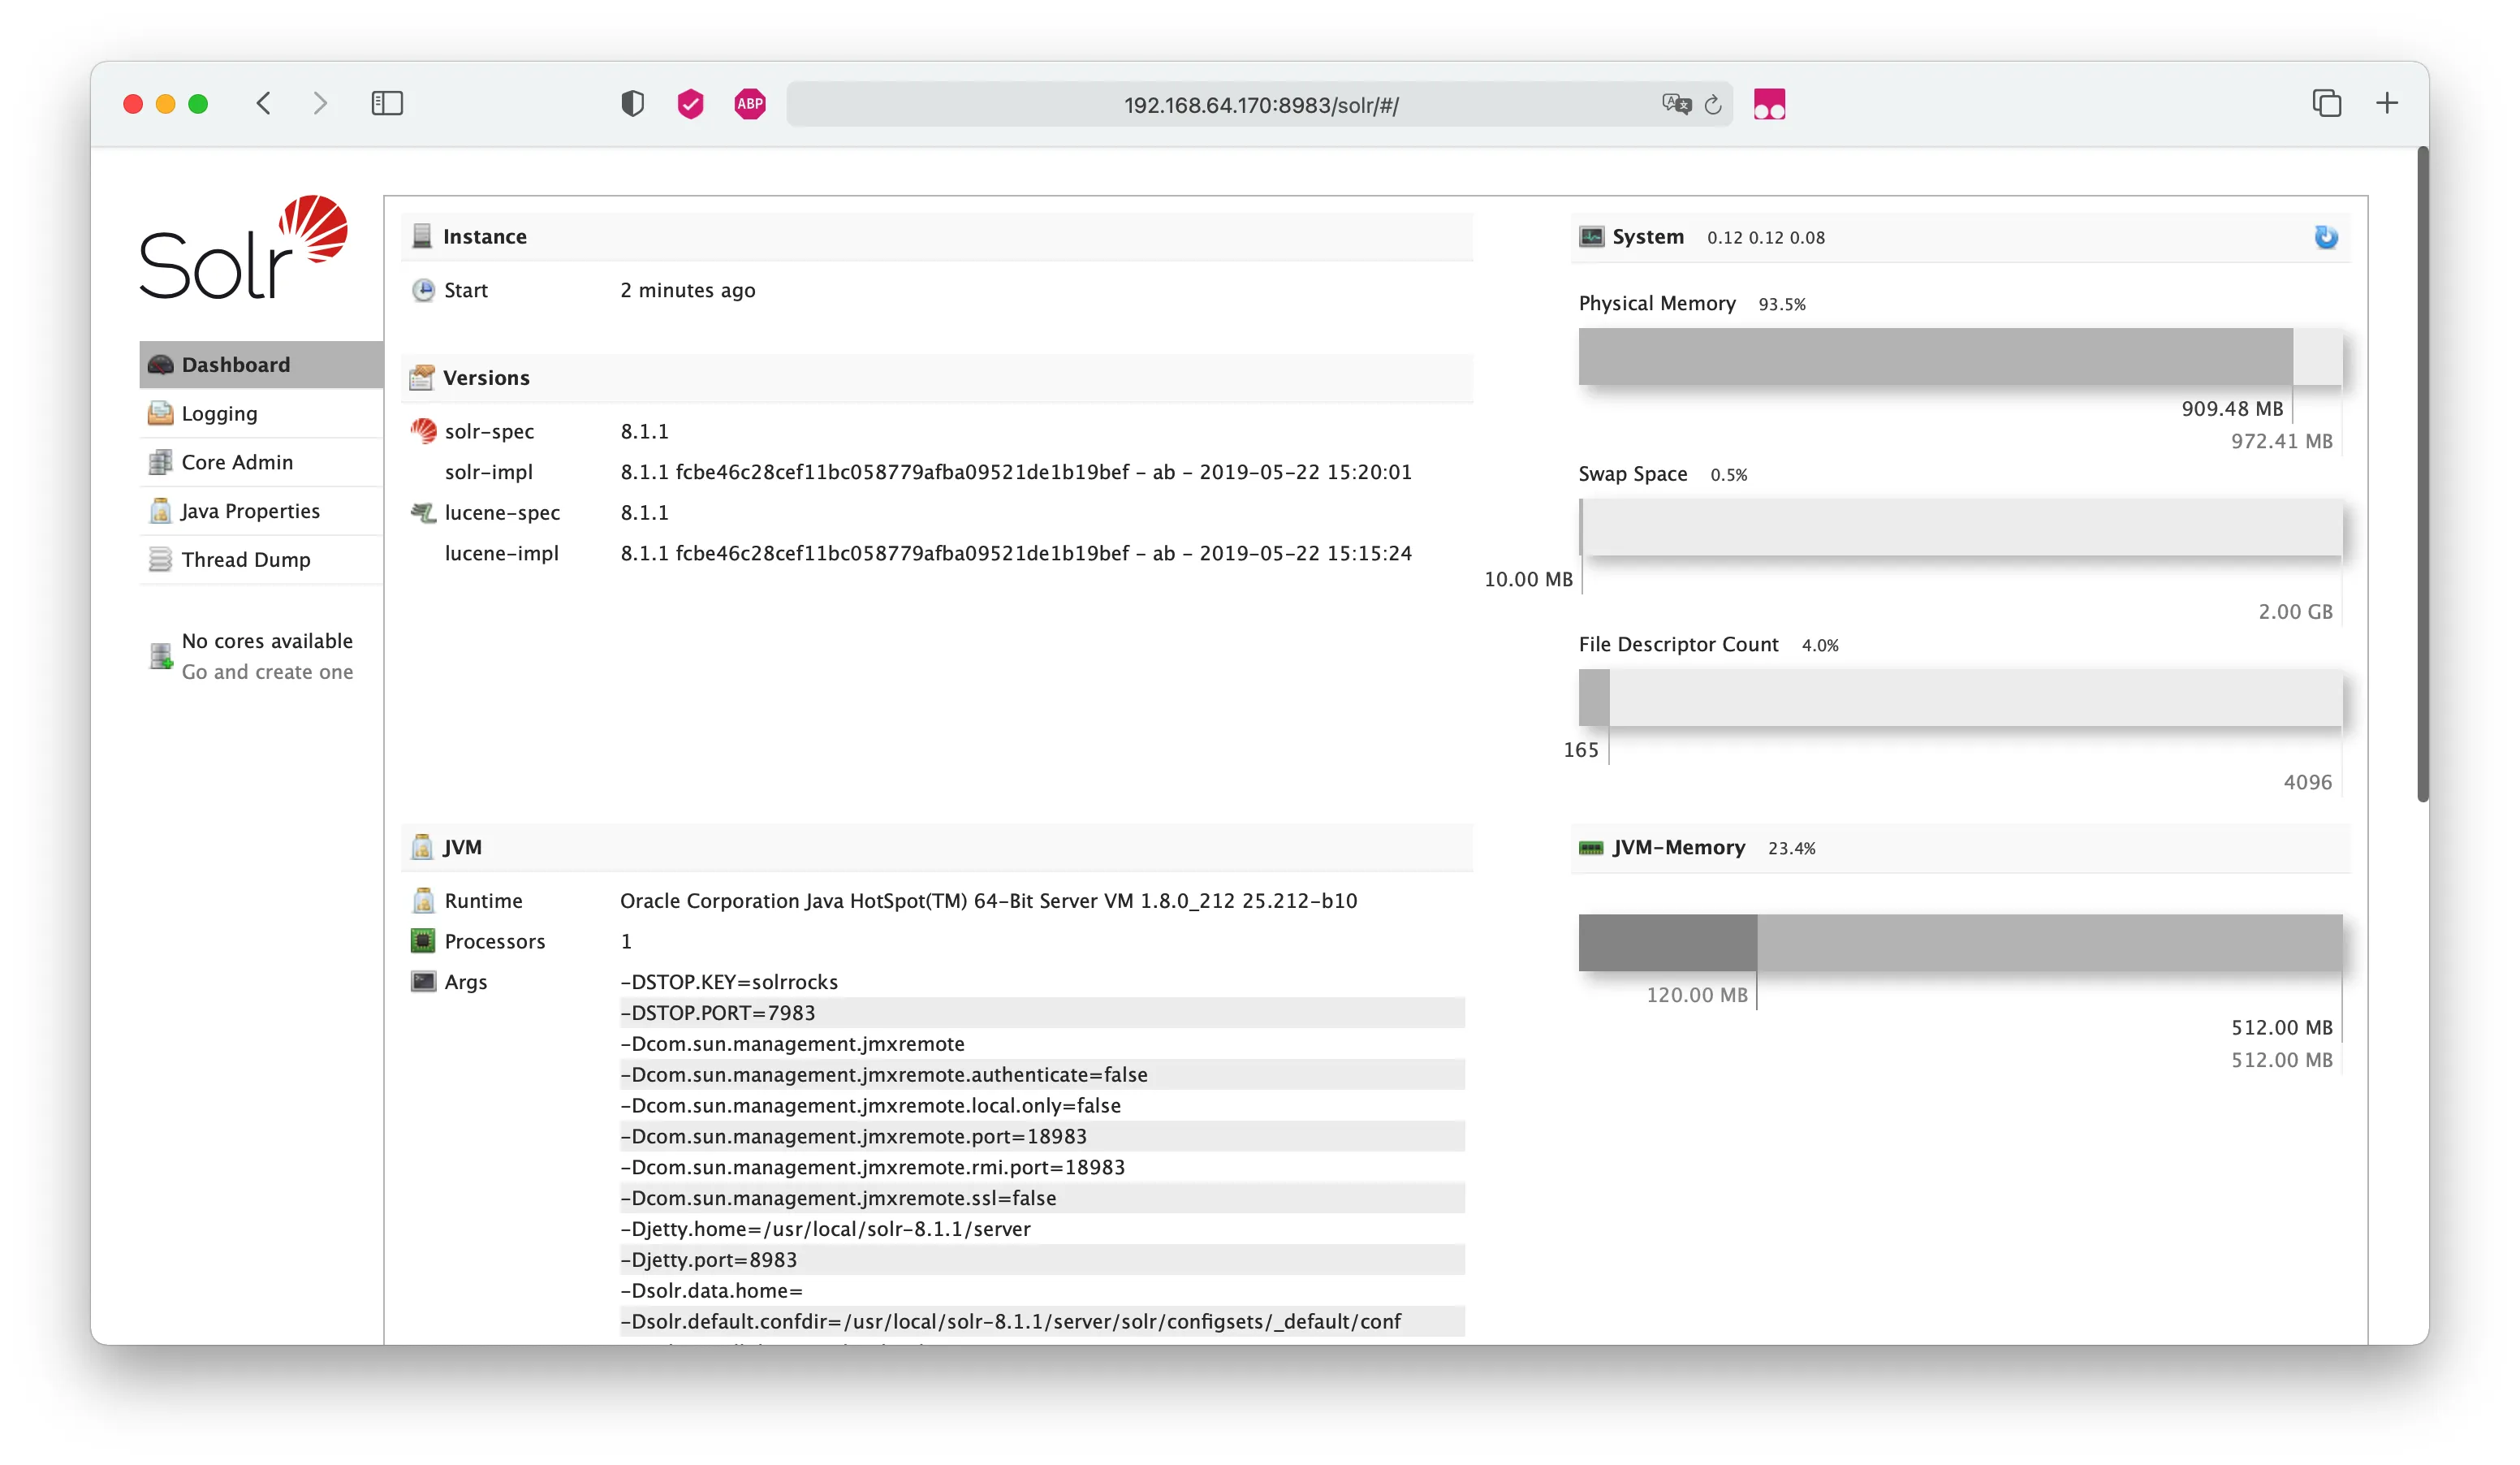 ABP
192.168.64.170:8983/solr/#/
Solr
Dashboard
Logging
Core Admin
Java Properties
Thread Dump
No cores available
Go and create one
Instance
Start 2 minutes ago
Versions
solr-spec 8.1.1
solr-impl 8.1.1 fcbe46c28cef11bc058779afba09521de1b19bef - ab - 2019-05-22 15:20:01
lucene-spec 8.1.1
lucene-impl 8.1.1 fcbe46c28cef11bc058779afba09521de1b19bef - ab - 2019-05-22 15:15:24
System 0.12 0.12 0.08
Physical Memory 93.5%
909.48 MB
972.41 MB
Swap Space 0.5%
10.00 MB
2.00 GB
File Descriptor Count 4.0%
165
4096
JVM
Runtime Oracle Corporation Java HotSpot(TM) 64-Bit Server VM 1.8.0_212 25.212-b10
Processors 1
Args -DSTOP.KEY=solrrocks
-DSTOP.PORT=7983
-Dcom.sun.management.jmxremote
-Dcom.sun.management.jmxremote.authenticate=false
-Dcom.sun.management.jmxremote.local.only=false
-Dcom.sun.management.jmxremote.port=18983
-Dcom.sun.management.jmxremote.rmi.port=18983
-Dcom.sun.management.jmxremote.ssl=false
-Djetty.home=/usr/local/solr-8.1.1/server
-Djetty.port=8983
-Dsolr.data.home=
-Dsolr.default.confdir=/usr/local/solr-8.1.1/server/solr/configsets/_default/conf
JVM-Memory 23.4%
120.00 MB
512.00 MB
512.00 MB